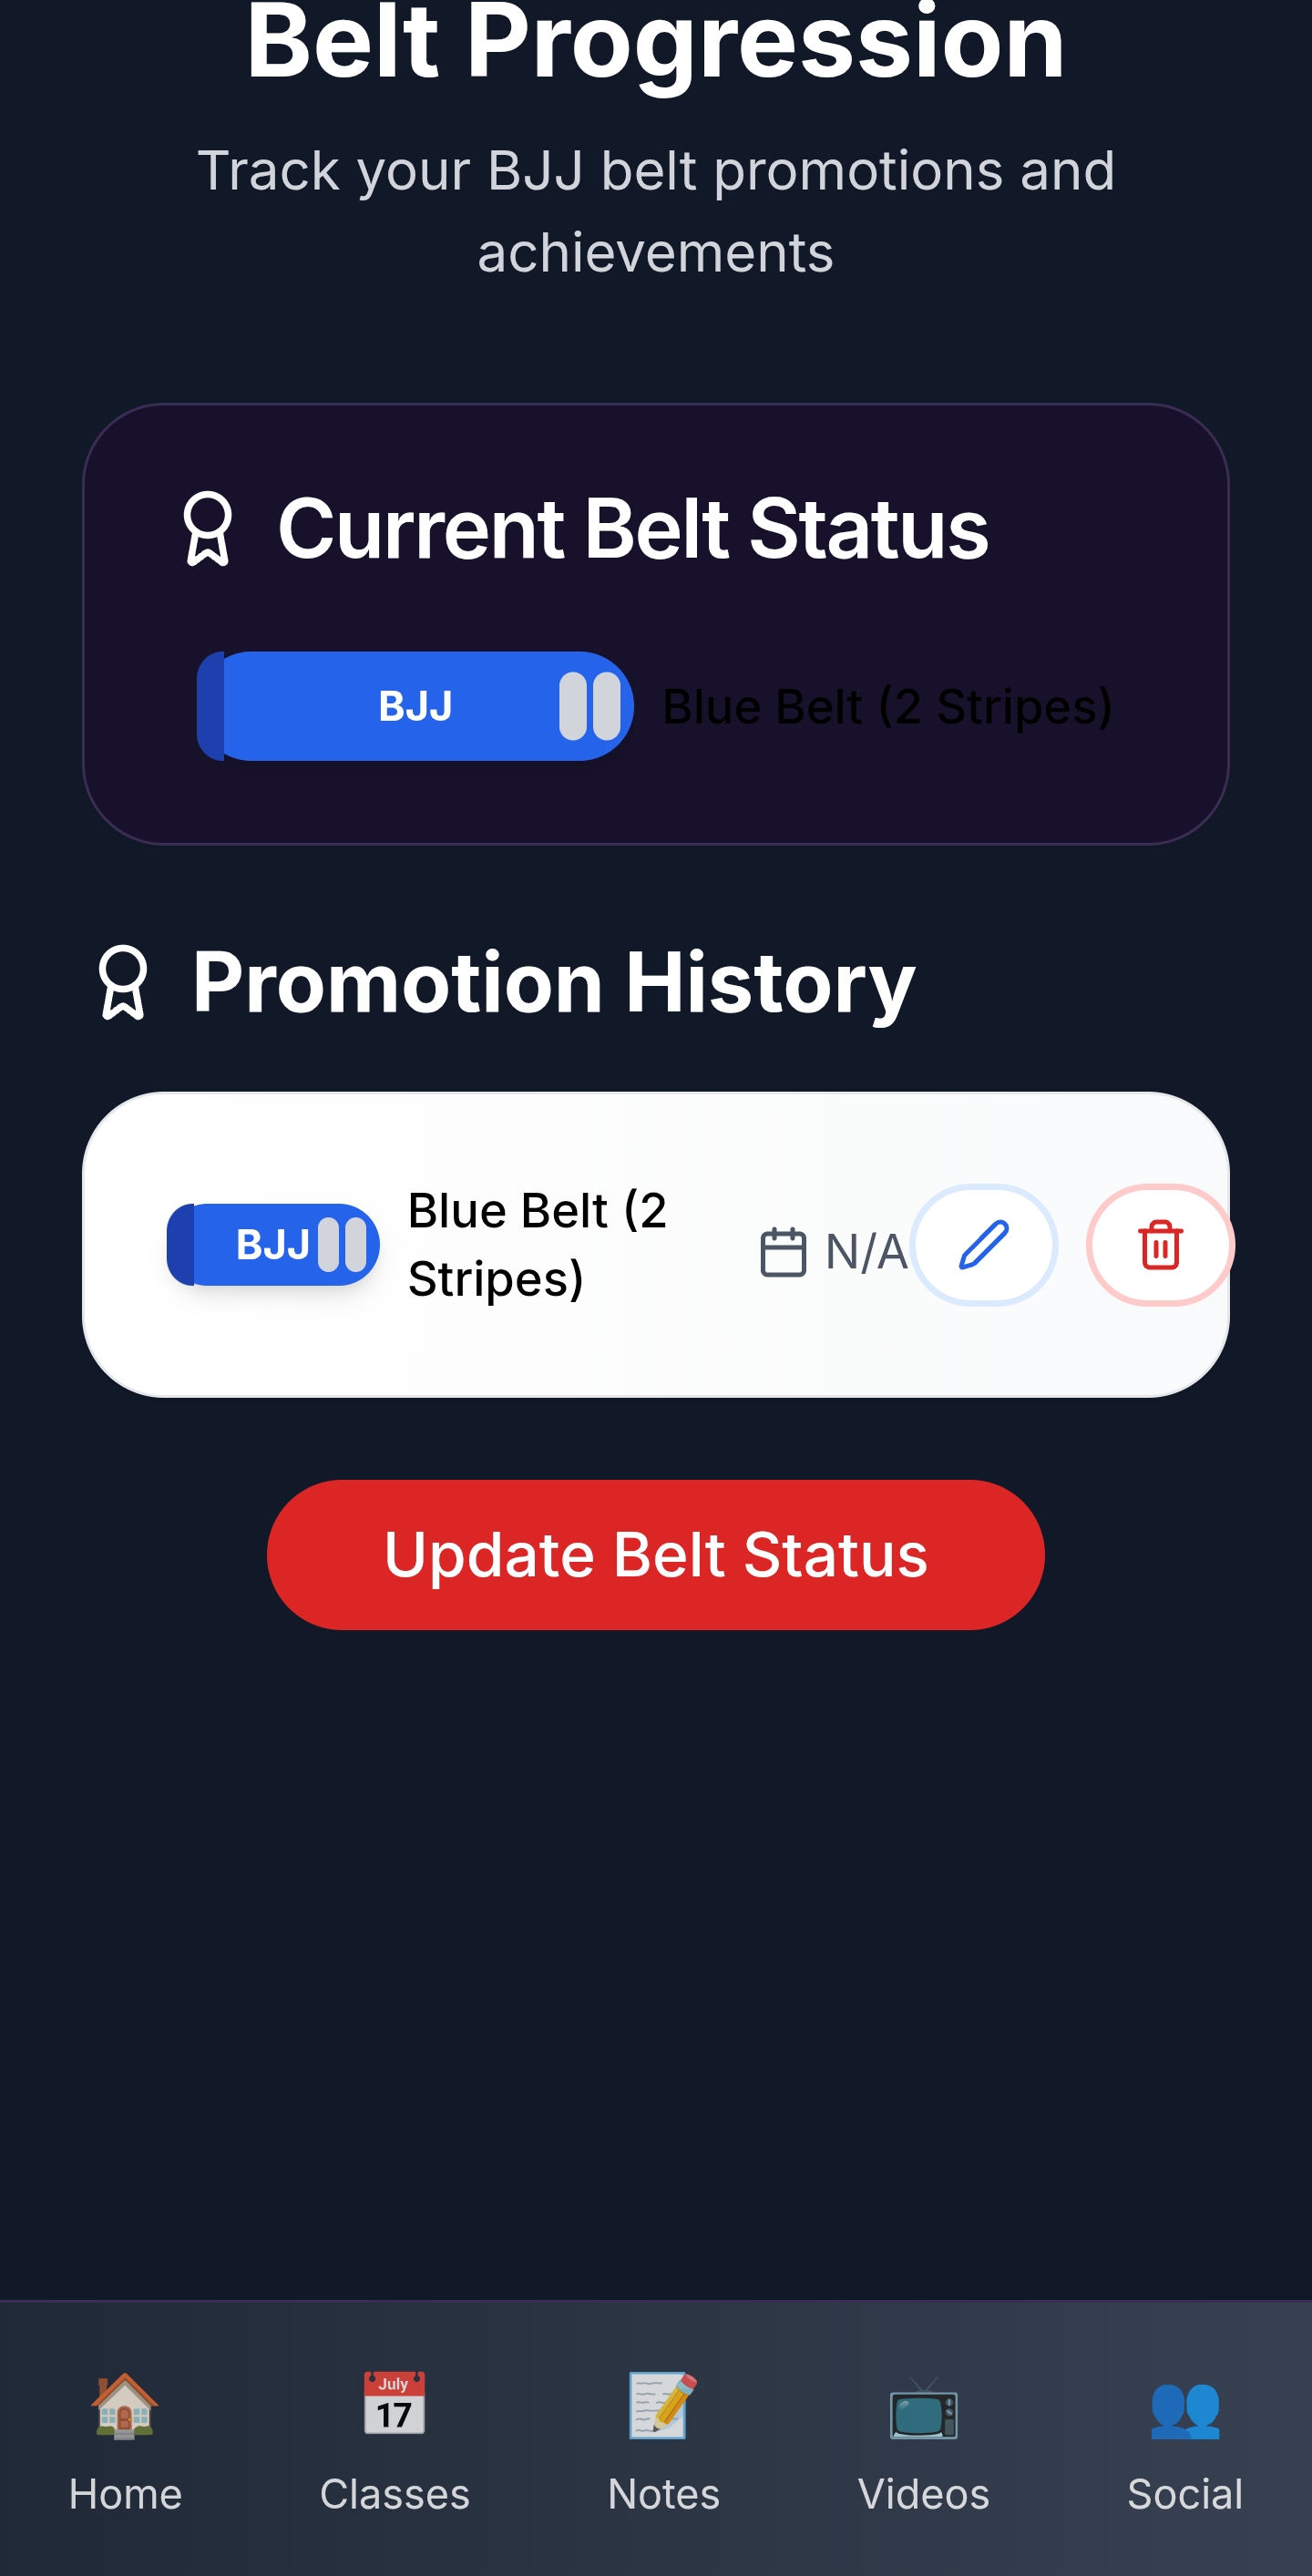 Belt Progression
Track your BJJ belt promotions and
achievements
Current Belt Status
BJJ
Blue Belt (2 Stripes)
Promotion History
BJJ
Blue Belt (2
Stripes)
N/A
Update Belt Status
July
17
Home
Classes
Notes
Videos
Social